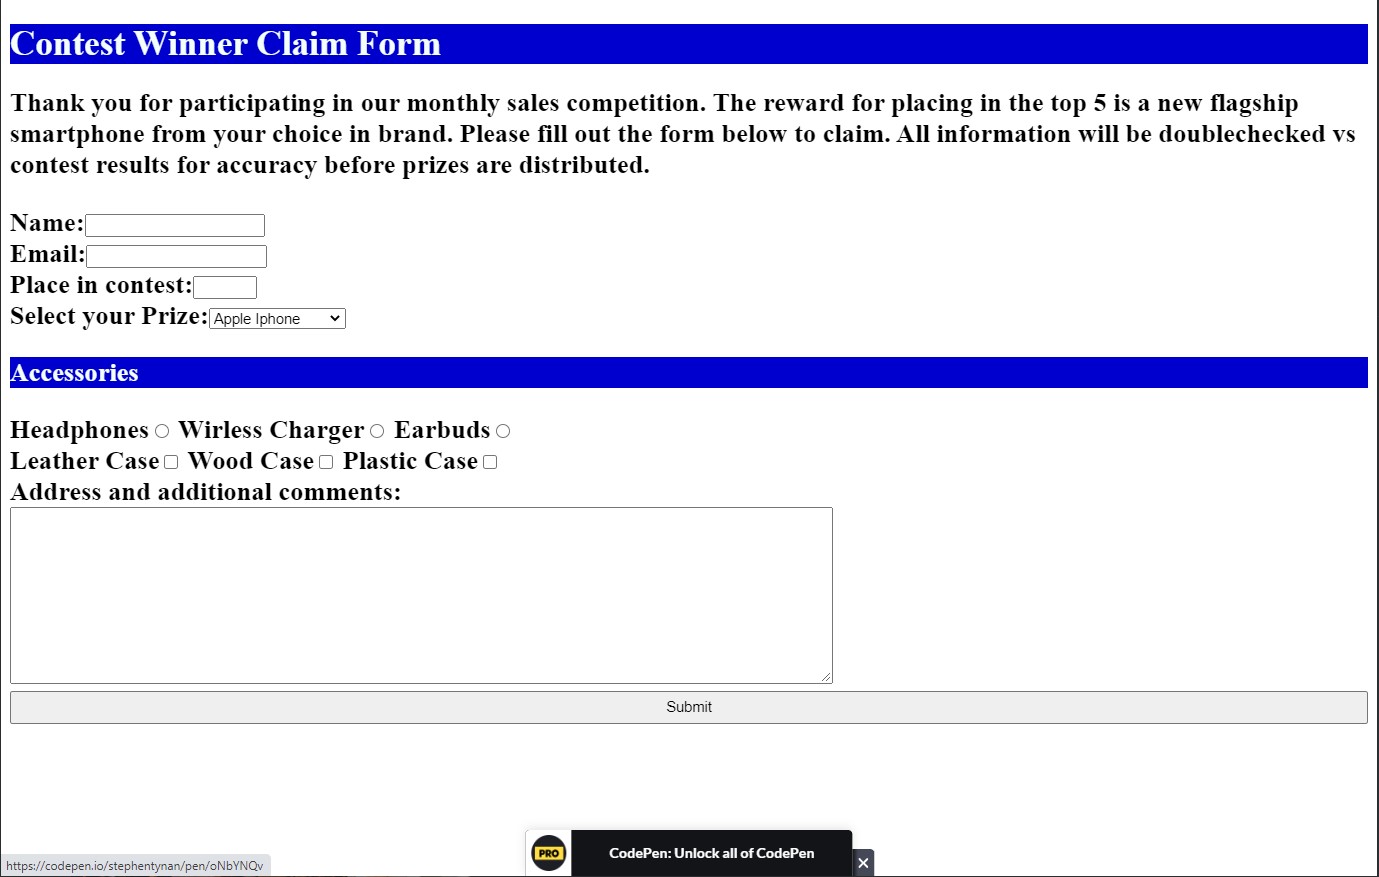 Contest Winner Claim Form
Thank you for participating in our monthly sales competition. The reward for placing in the top 5 is a new flagship
smartphone from your choice in brand. Please fill out the form below to claim. All information will be doublechecked vs
contest results for accuracy before prizes are distributed.
Name:
Email:
Place in contest:
Select your Prize: Apple Iphone
Accessories
Headphones Wirless Charger Earbuds
Leather Case Wood Case Plastic Case
Address and additional comments:
Submit
PRO CodePen: Unlock all of CodePen ×
https://codepen.io/stephentynan/pen/oNbYNQv